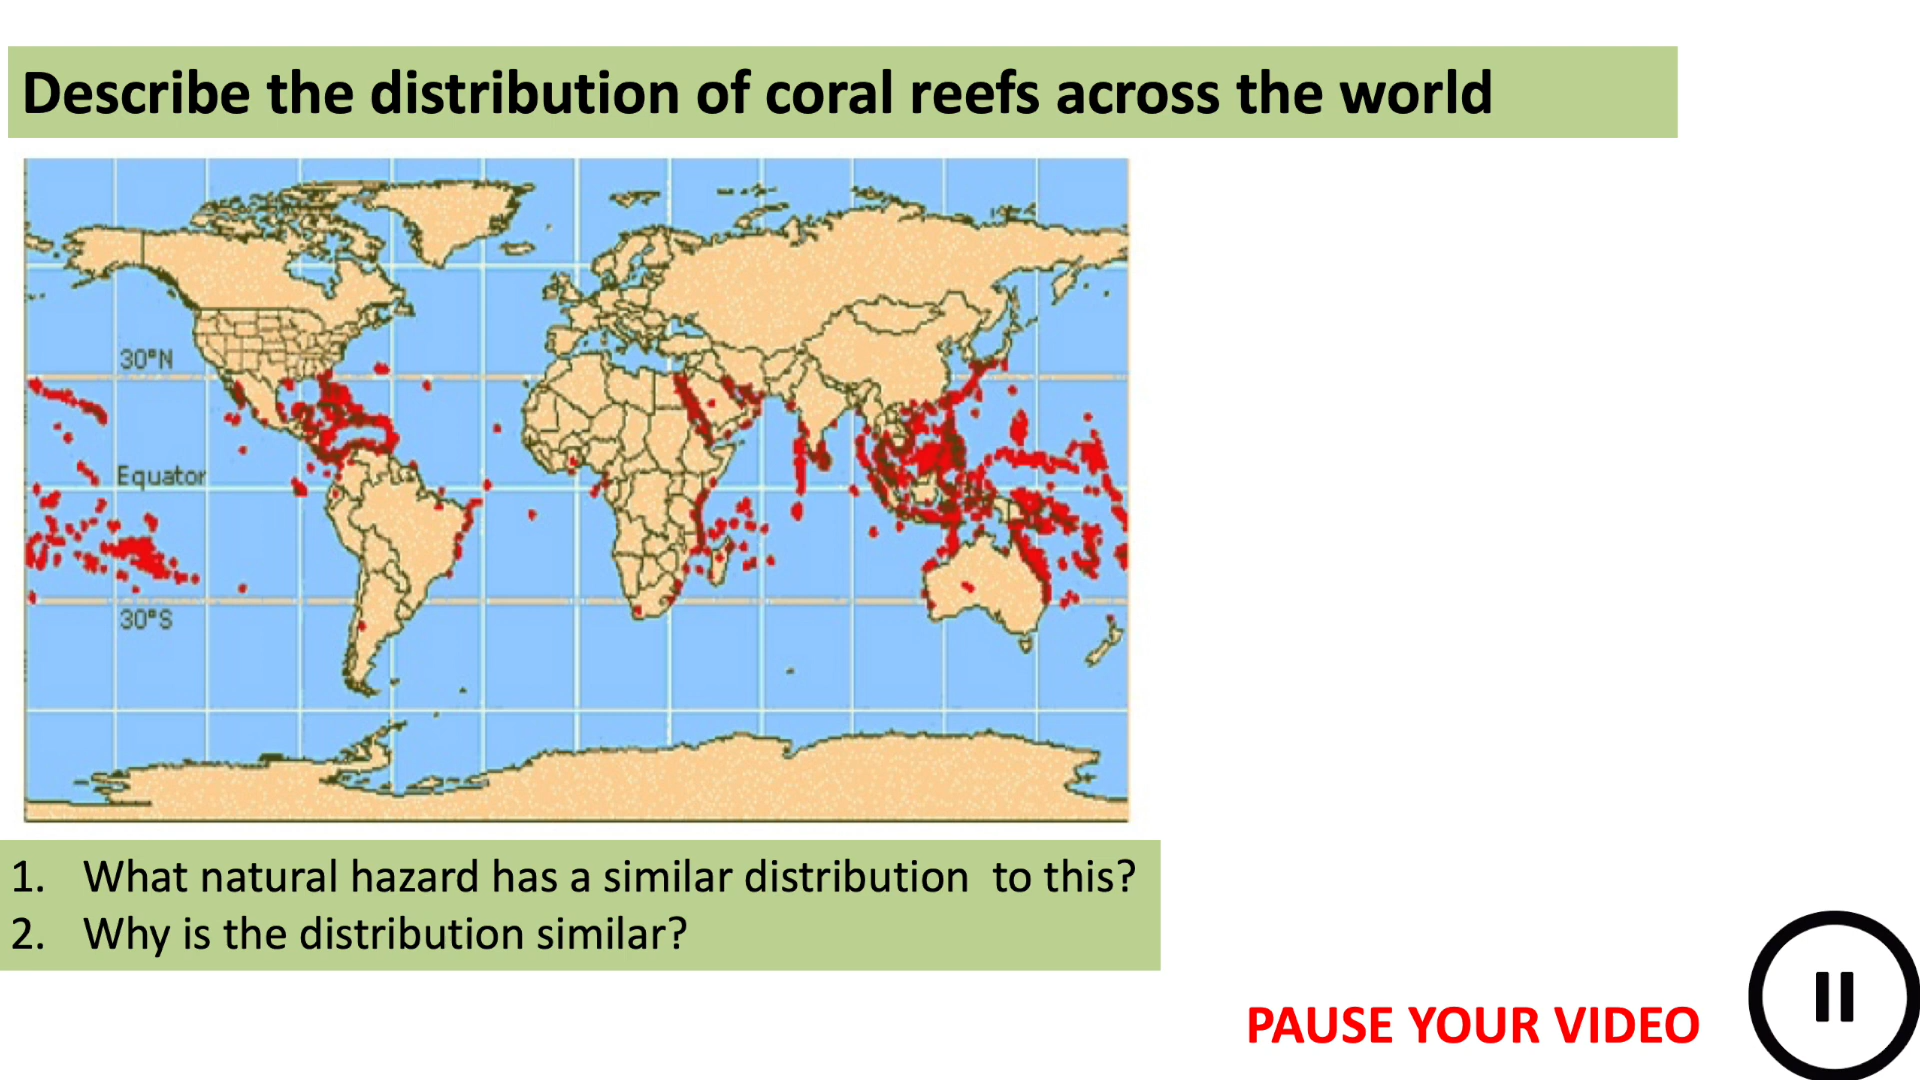 Describe the distribution of coral reefs across the world
30°N
Equator
30°S
1. What natural hazard has a similar distribution to this?
2. Why is the distribution similar?
PAUSE YOUR VIDEO